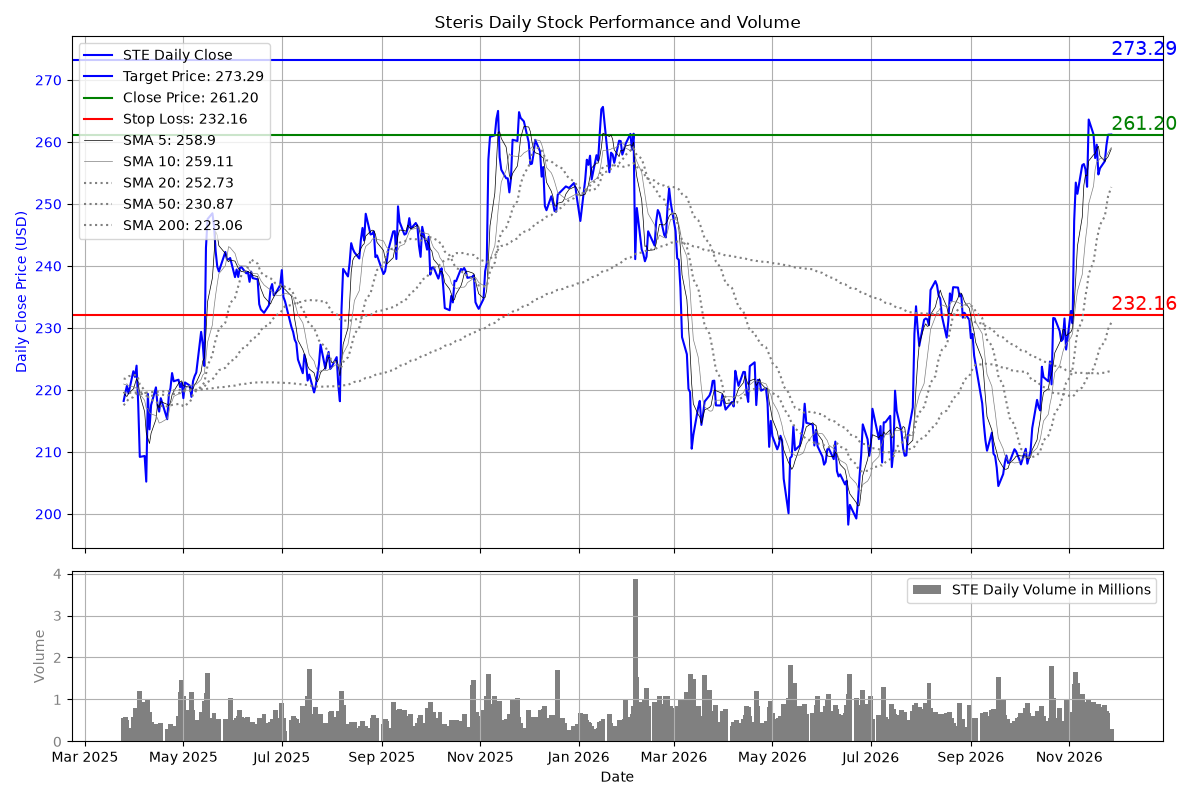 Steris Daily Stock Performance and Volume
273.29
STE Daily Close
Target Price: 273.29
Close Price: 261.20
Stop Loss: 232.16
SMA 5: 258.9
SMA 10: 259.11
SMA 20: 252.73
SMA 50: 230.87
SMA 200: 223.06
261.20
232.16
270
260
250
240
230
220
210
200
Daily Close Price (USD)
STE Daily Volume in Millions
4
3
2
1
0
Volume
Mar 2025 May 2025 Jul 2025 Sep 2025 Nov 2025 Jan 2026 Mar 2026 May 2026 Jul 2026 Sep 2026 Nov 2026
Date